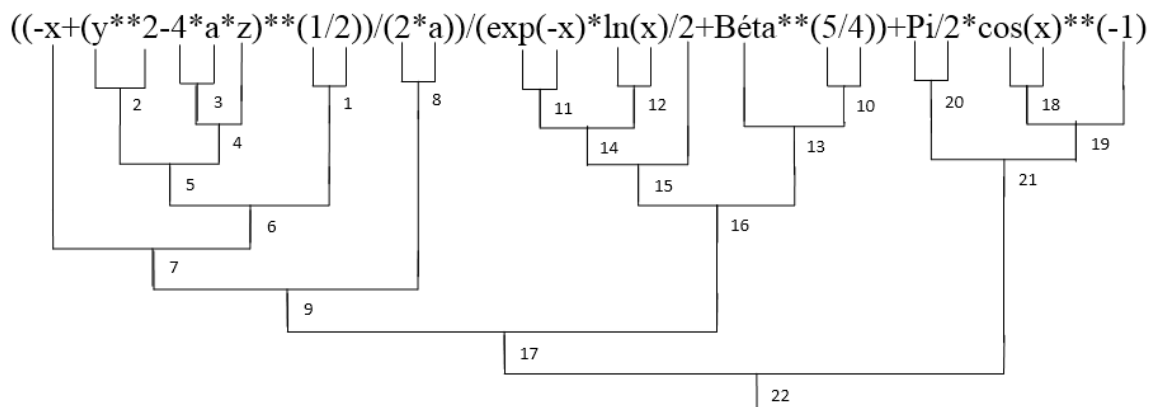 ((-x+(y**2-4*a*z)**(1/2))/(2*a))/(exp(-x)*ln(x)/2+Béta**(5/4))+Pi/2*cos(x)**(-1)
2 3 1 8 11 12 10 20 18
4 14 13 19
5 15 21
6 16
7
9
17
22